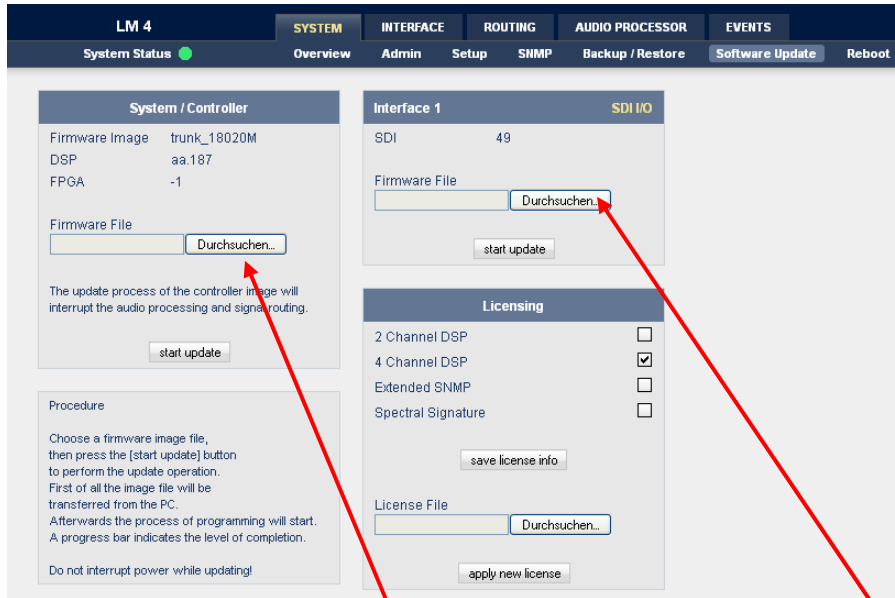 LM 4
SYSTEM INTERFACE ROUTING AUDIO PROCESSOR EVENTS
System Status Overview Admin Setup SNMP Backup / Restore Software Update Reboot
System / Controller
Firmware Image trunk_18020M
DSP aa.187
FPGA -1
Firmware File
Durchsuchen...
The update process of the controller image will
interrupt the audio processing and signal routing.
start update
Procedure
Choose a firmware image file,
then press the [start update] button
to perform the update operation.
First of all the image file will be
transferred from the PC.
Afterwards the process of programming will start.
A progress bar indicates the level of completion.
Do not interrupt power while updating!
Interface 1 SDI I/O
SDI 49
Firmware File
Durchsuchen...
start update
Licensing
2 Channel DSP
4 Channel DSP
Extended SNMP
Spectral Signature
save license info
License File
Durchsuchen...
apply new license